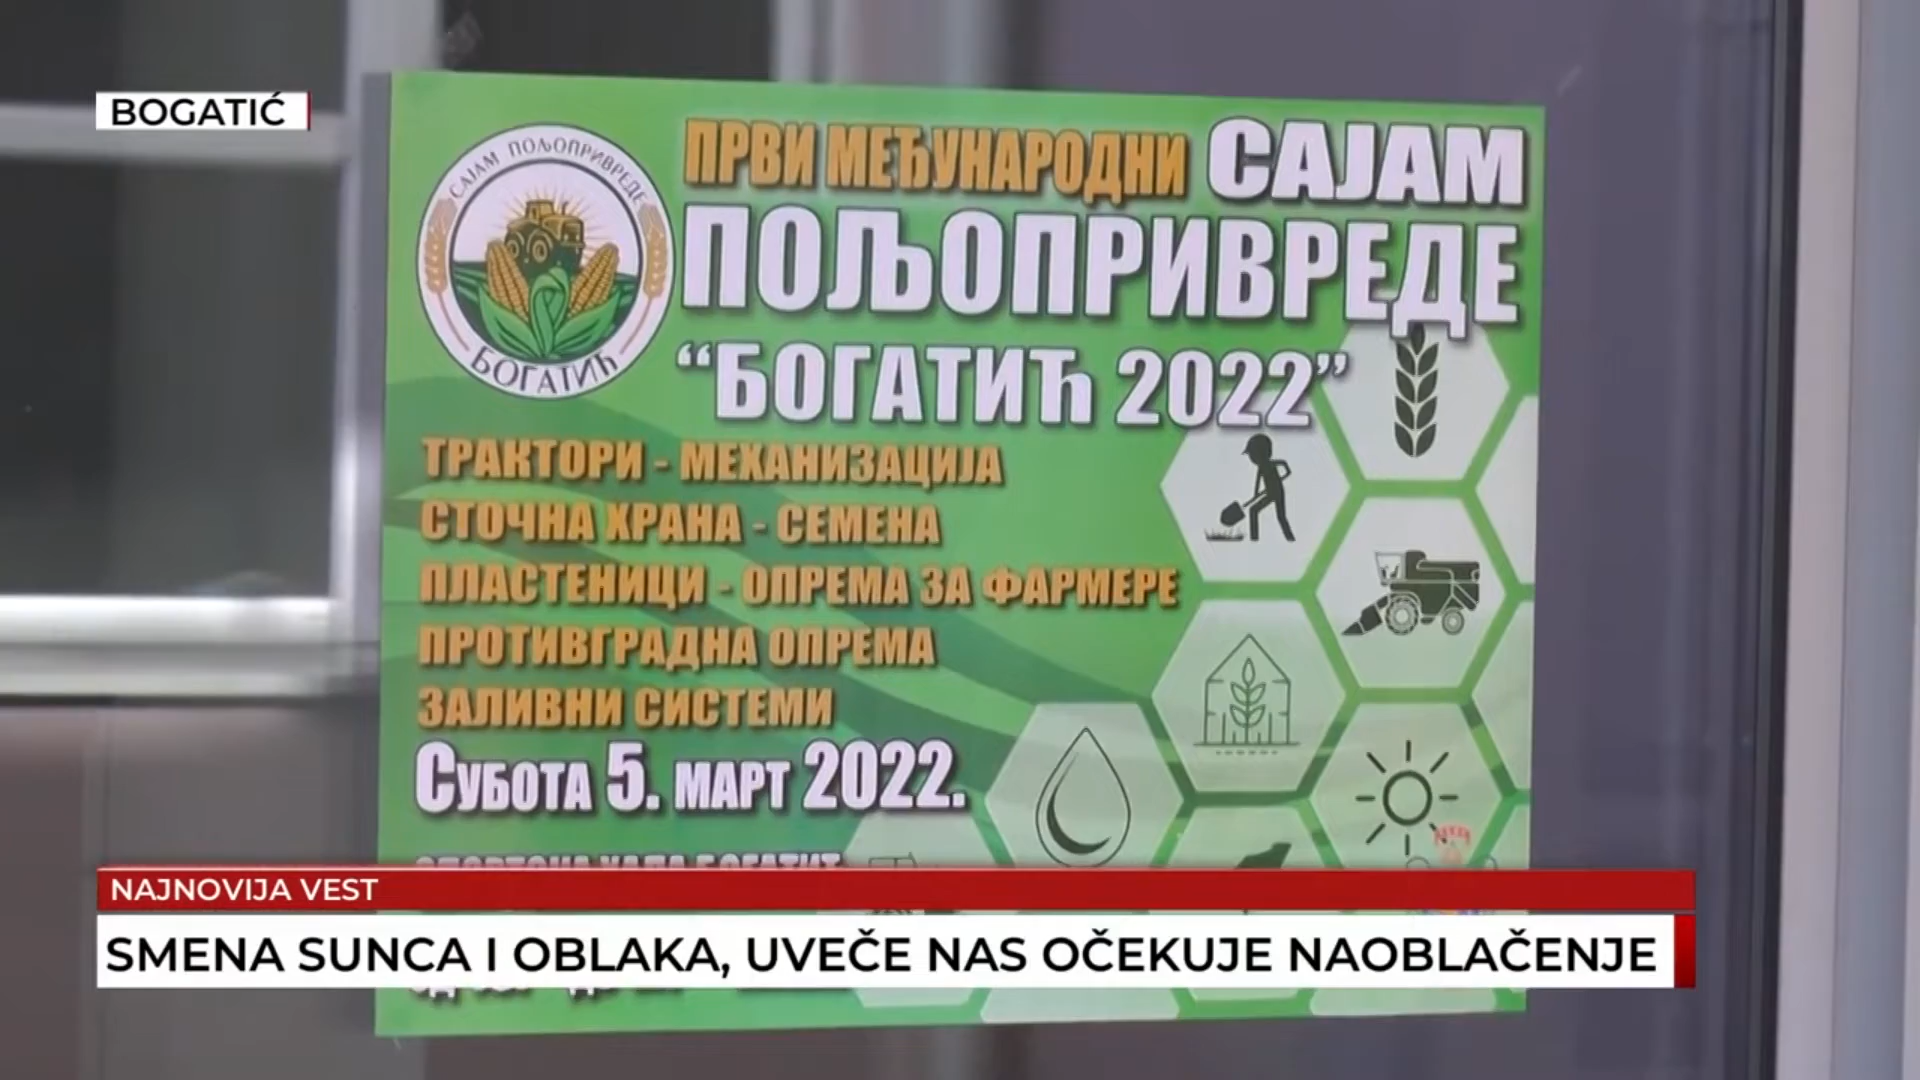 BOGATIĆ
САЈАМ ПОЉОПРИВРЕДЕ
БОГАТИЋ
ПРВИ МЕЂУНАРОДНИ САЈАМ
ПОЉОПРИВРЕДЕ
“БОГАТИЋ 2022”
ТРАКТОРИ - МЕХАНИЗАЦИЈА
СТОЧНА ХРАНА - СЕМЕНА
ПЛАСТЕНИЦИ - ОПРЕМА ЗА ФАРМЕРЕ
ПРОТИВГРАДНА ОПРЕМА
ЗАЛИВНИ СИСТЕМИ
СУБОТА 5. МАРТ 2022.
NAJNOVIJA VEST
SMENA SUNCA I OBLAKA, UVEČE NAS OČEKUJE NAOBLAČENJE